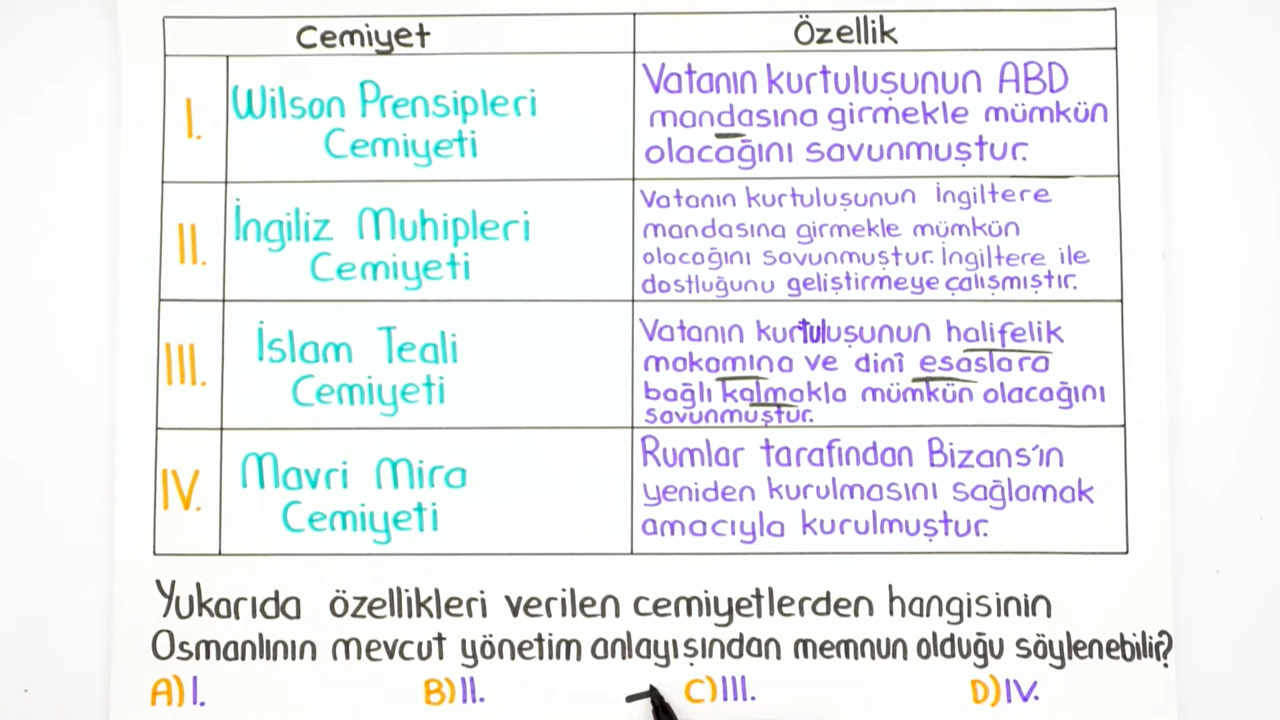 Cemiyet
Özellik
I.
Wilson Prensipleri
Cemiyeti
Vatanın kurtuluşunun ABD
mandasına girmekle mümkün
olacağını savunmuştur.
II.
İngiliz Muhipleri
Cemiyeti
Vatanın kurtuluşunun İngiltere
mandasına girmekle mümkün
olacağını savunmuştur. İngiltere ile
dostluğunu geliştirmeye çalışmıştır.
III.
İslam Teali
Cemiyeti
Vatanın kurtuluşunun halifelik
makamına ve dinî esaslara
bağlı kalmakla mümkün olacağını
savunmuştur.
IV.
Mavri Mira
Cemiyeti
Rumlar tarafından Bizans'ın
yeniden kurulmasını sağlamak
amacıyla kurulmuştur.
Yukarıda özellikleri verilen cemiyetlerden hangisinin
Osmanlının mevcut yönetim anlayışından memnun olduğu söylenebilir?
A) I. B) II. C) III. D) IV.